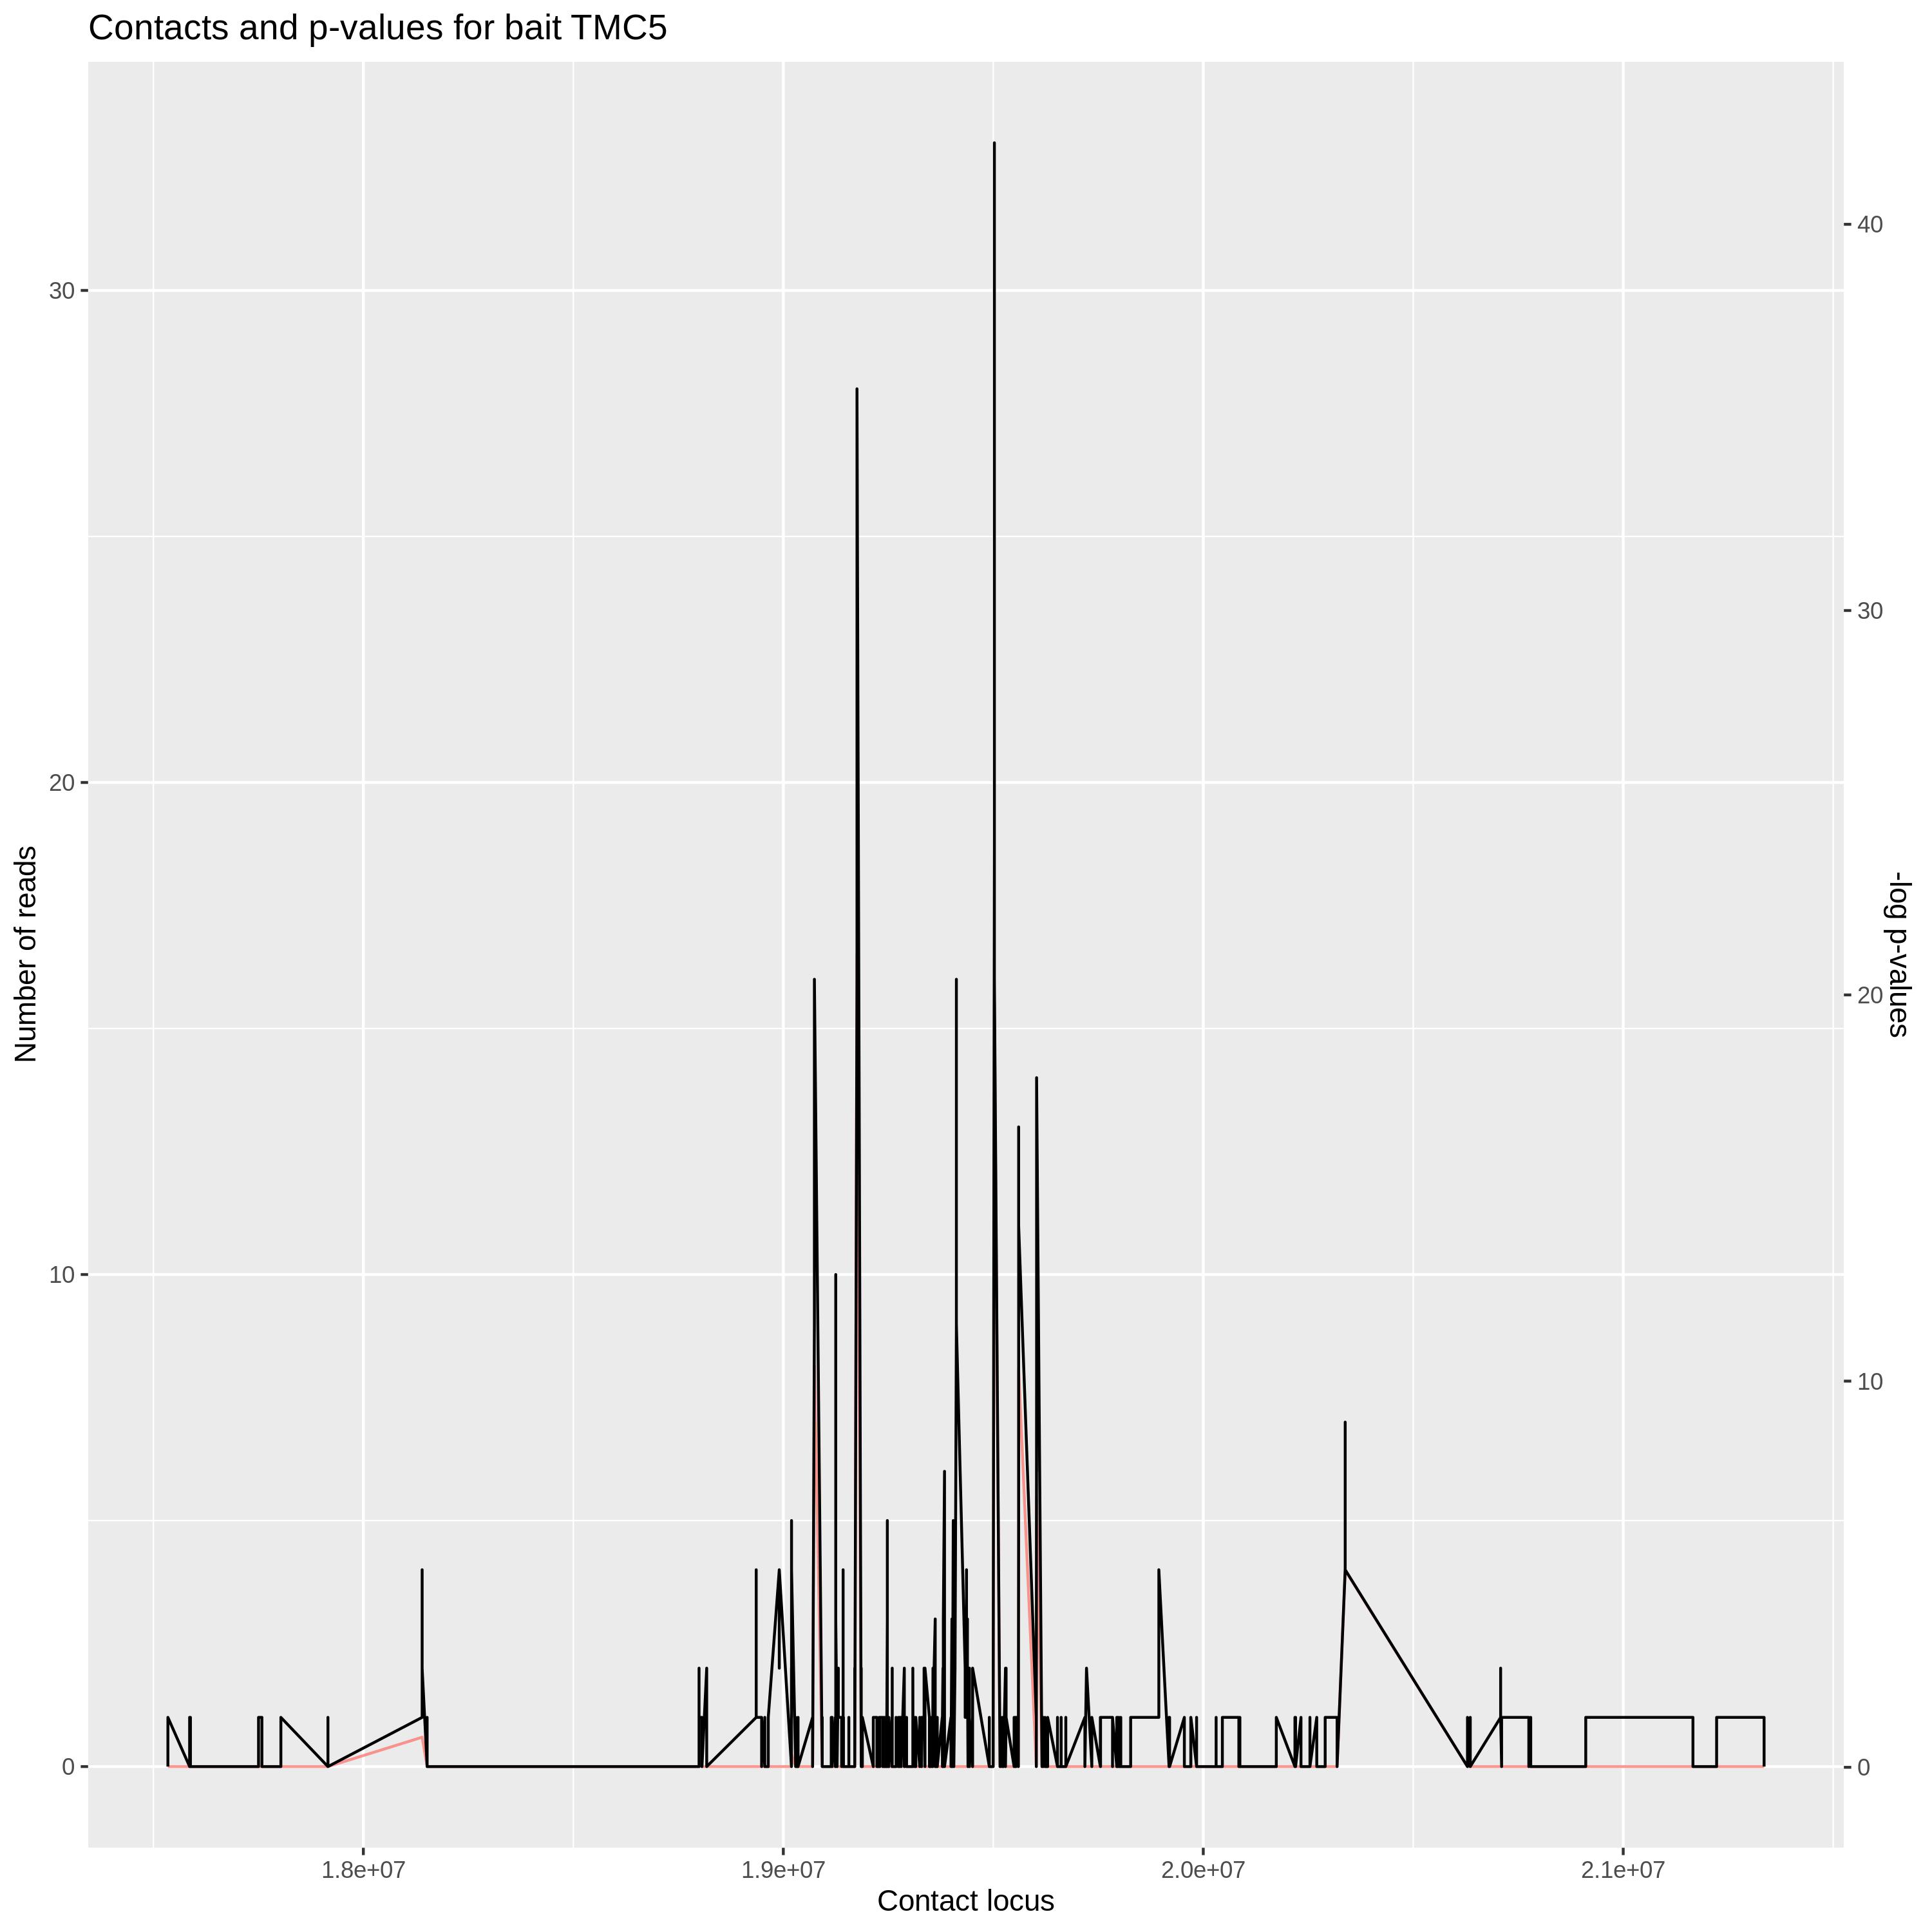 Contacts and p-values for bait TMC5
Number of reads
30
20
10
0
40
30
20
10
0
-log p-values
1.8e+07 1.9e+07 2.0e+07 2.1e+07
Contact locus